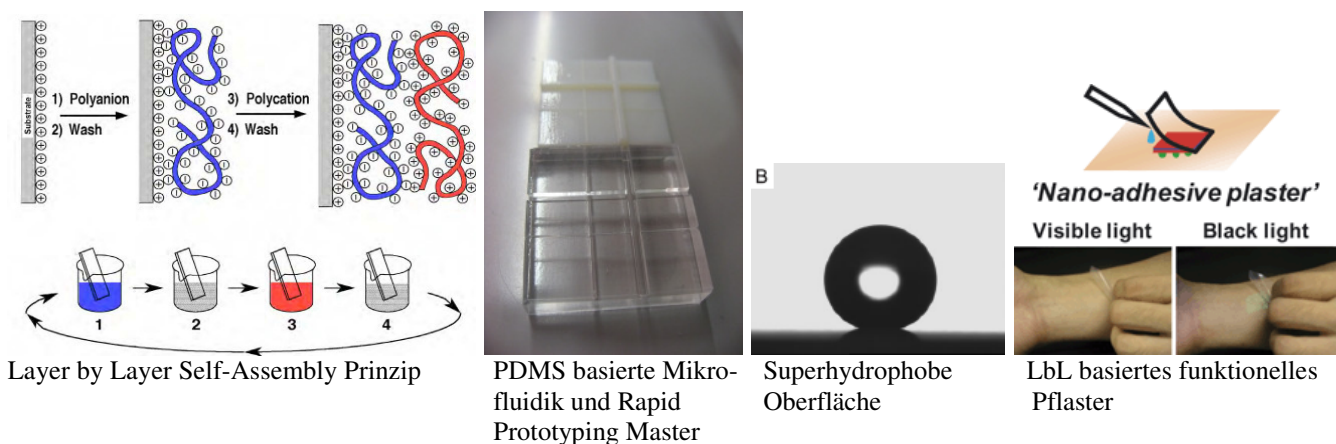 Substrate
1) Polyanion
2) Wash
3) Polycation
4) Wash
1 2 3 4
Layer by Layer Self-Assembly Prinzip
PDMS basierte Mikro-
fluidik und Rapid
Prototyping Master
B
Superhydrophobe
Oberfläche
'Nano-adhesive plaster'
Visible light Black light
LbL basiertes funktionelles
Pflaster